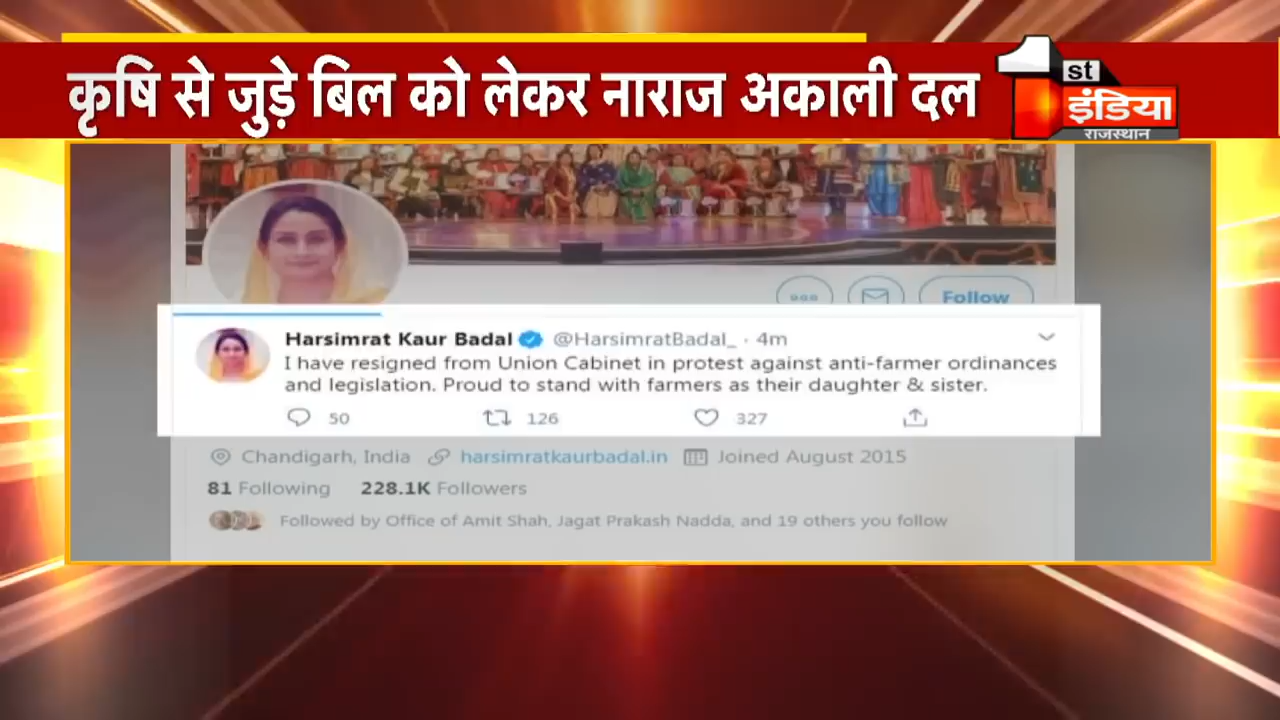 कृषि से जुड़े बिल को लेकर नाराज अकाली दल
1st
इंडिया
राजस्थान
Follow
Harsimrat Kaur Badal @HarsimratBadal_ · 4m
I have resigned from Union Cabinet in protest against anti-farmer ordinances
and legislation. Proud to stand with farmers as their daughter & sister.
50 126 327
Chandigarh, India harsimratkaurbadal.in Joined August 2015
81 Following 228.1K Followers
Followed by Office of Amit Shah, Jagat Prakash Nadda, and 19 others you follow